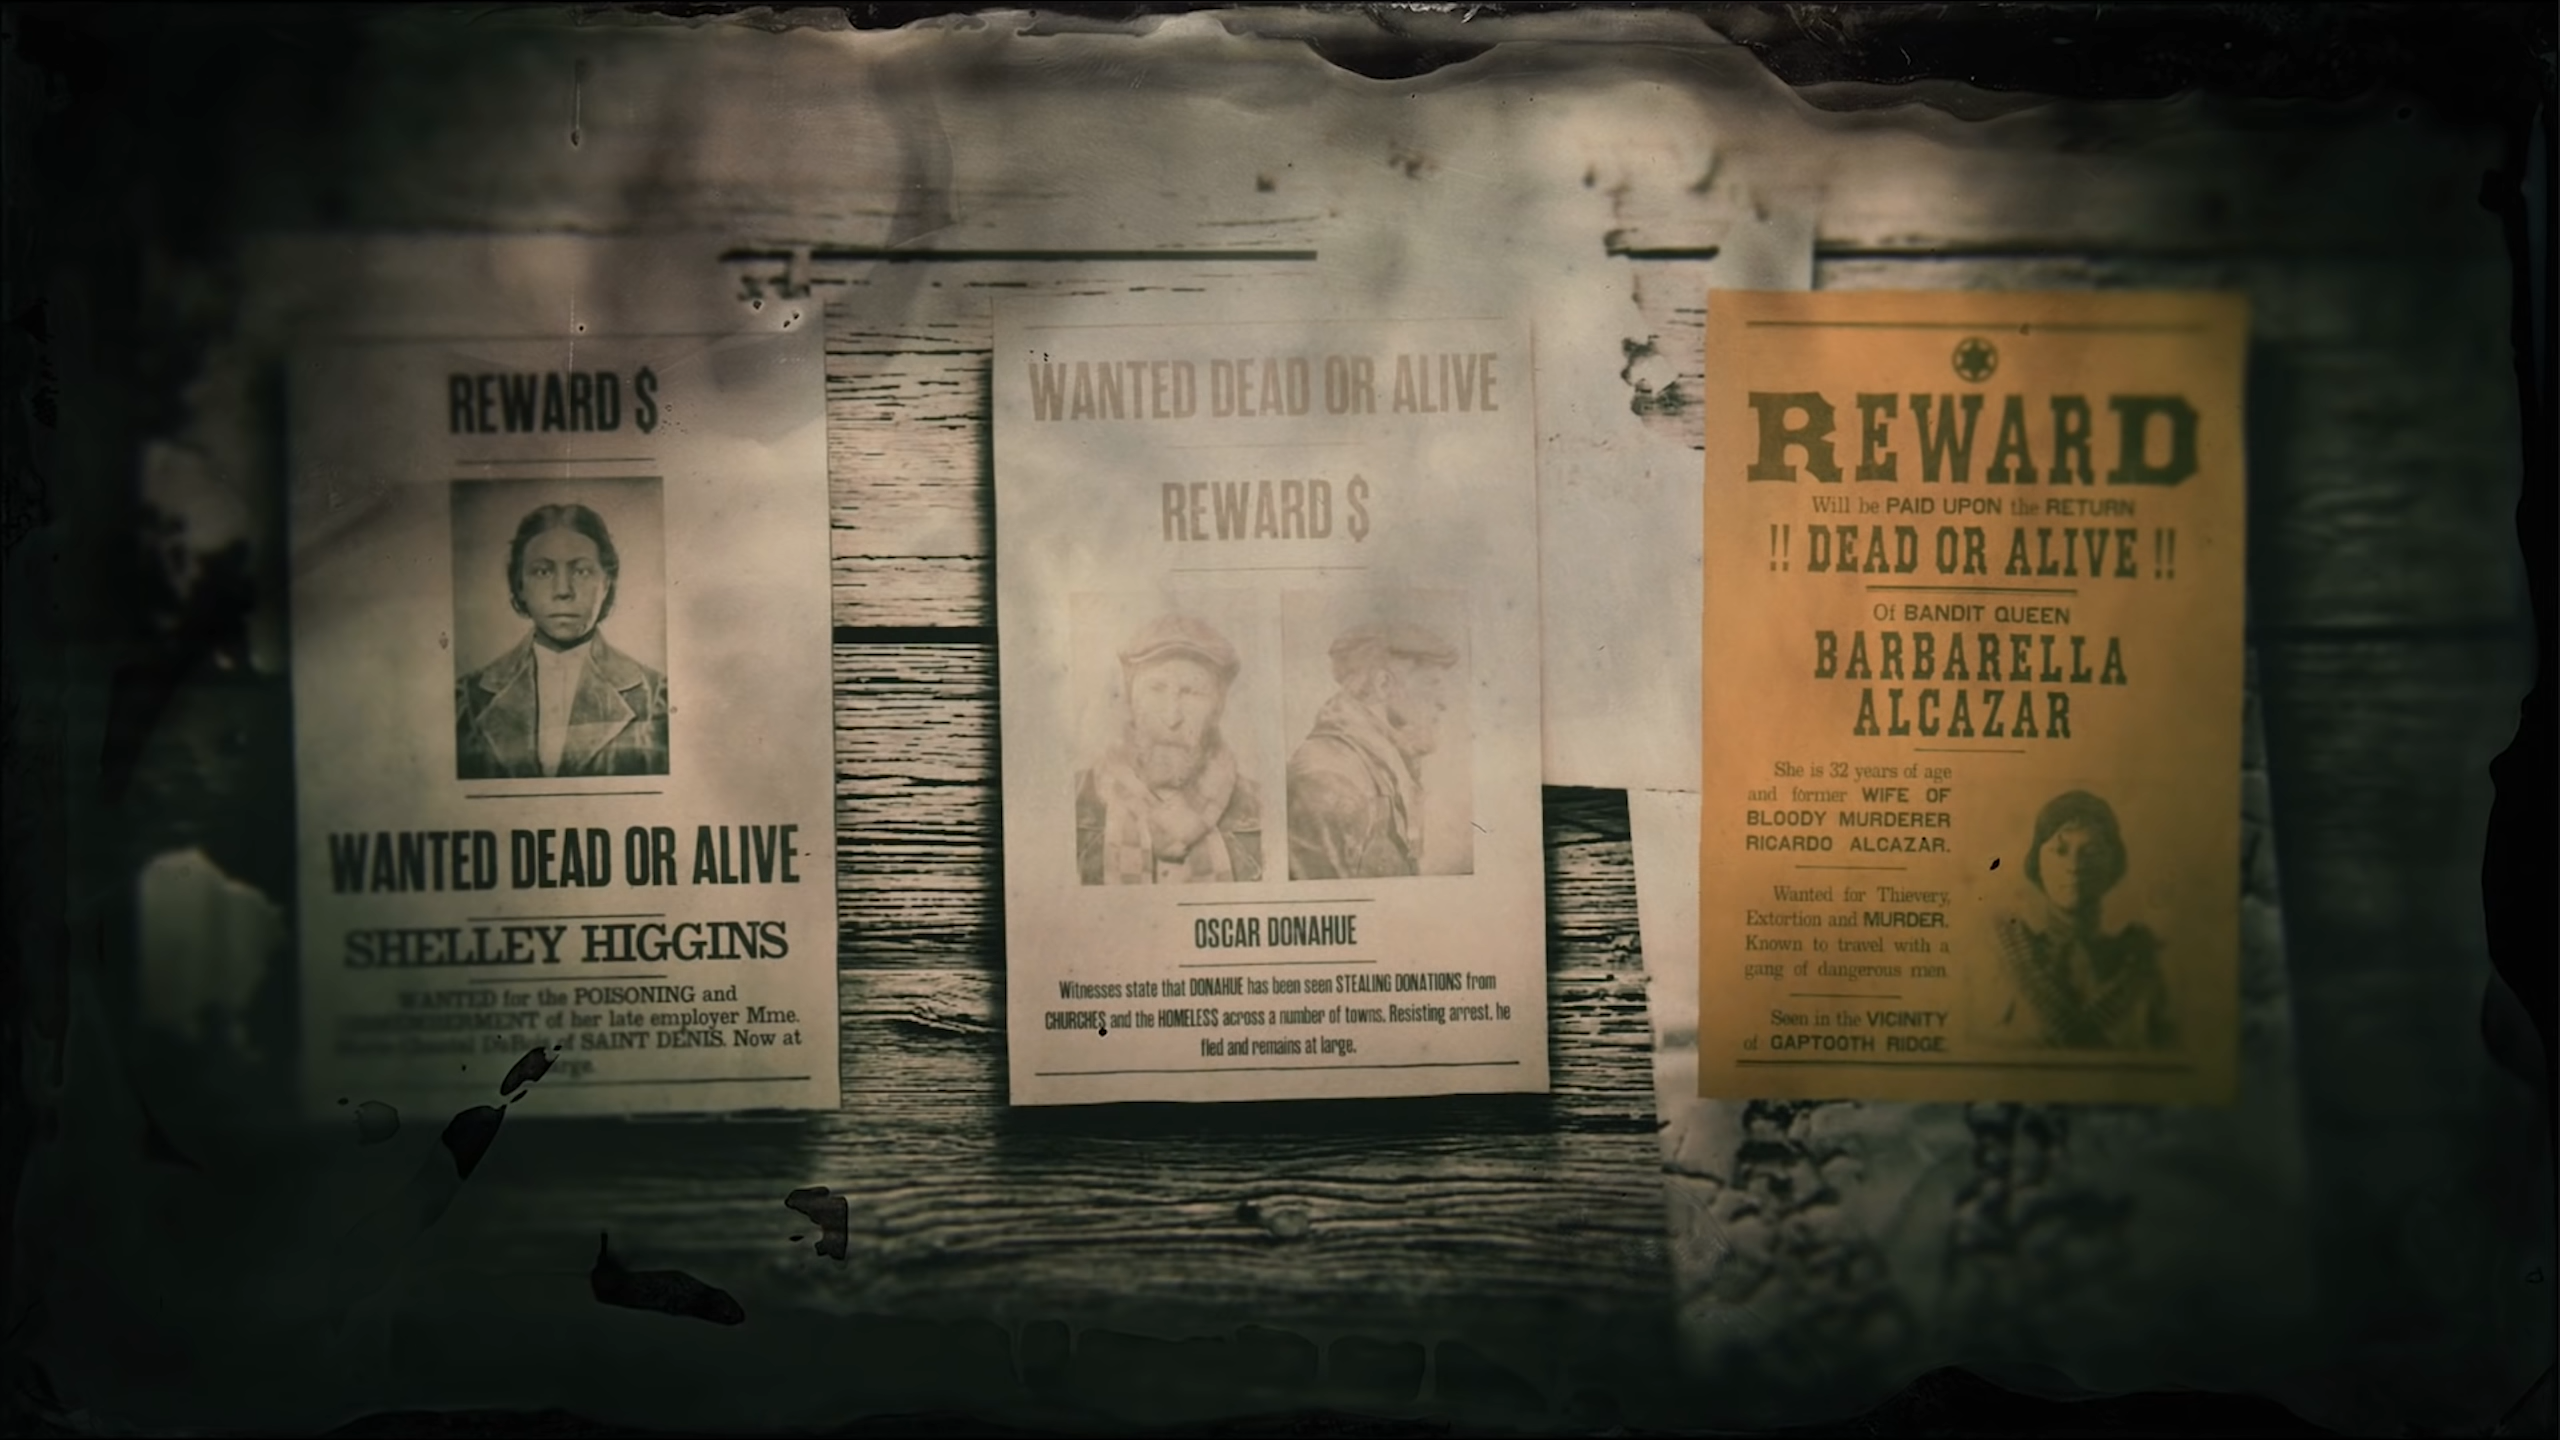 REWARD $
WANTED DEAD OR ALIVE
SHELLEY HIGGINS
WANTED for the POISONING and
of her late employer Mme.
of SAINT DENIS. Now at
WANTED DEAD OR ALIVE
REWARD $
OSCAR DONAHUE
Witnesses state that DONAHUE has been seen STEALING DONATIONS from
CHURCHES and the HOMELESS across a number of towns. Resisting arrest, he
fled and remains at large.
REWARD
Will be PAID UPON the RETURN
!! DEAD OR ALIVE !!
Of BANDIT QUEEN
BARBARELLA
ALCAZAR
She is 32 years of age
and former WIFE OF
BLOODY MURDERER
RICARDO ALCAZAR.
Wanted for Thievery,
Extortion and MURDER.
Known to travel with a
gang of dangerous men.
Seen in the VICINITY
of GAPTOOTH RIDGE.